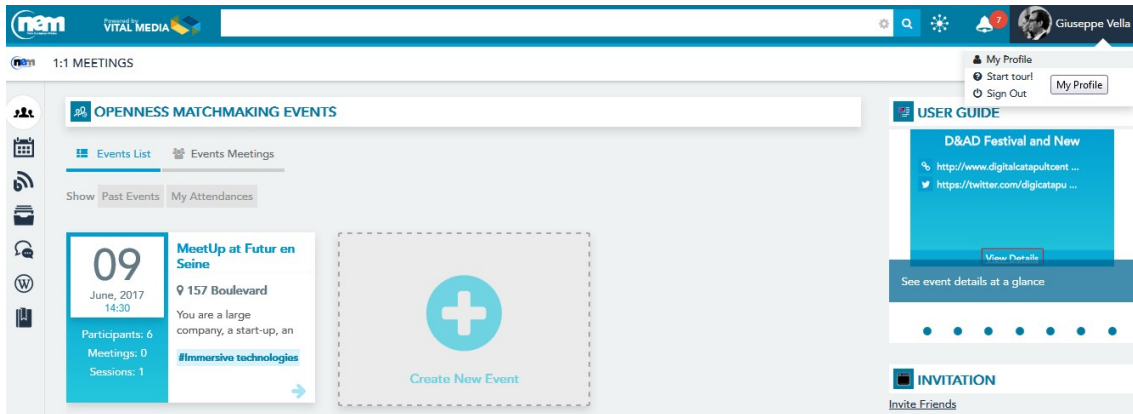 nem
Powered by
VITAL MEDIA
7
Giuseppe Vella
nem
1:1 MEETINGS
My Profile
Start tour!
Sign Out
My Profile
OPENNESS MATCHMAKING EVENTS
Events List
Events Meetings
Show
Past Events
My Attendances
09
June, 2017
14:30
Participants: 6
Meetings: 0
Sessions: 1
MeetUp at Futur en
Seine
157 Boulevard
You are a large
company, a start-up, an
#Immersive technologies
Create New Event
USER GUIDE
D&AD Festival and New
http://www.digitalcatapultcent ...
https://twitter.com/digicatapu ...
View Details
See event details at a glance
INVITATION
Invite Friends